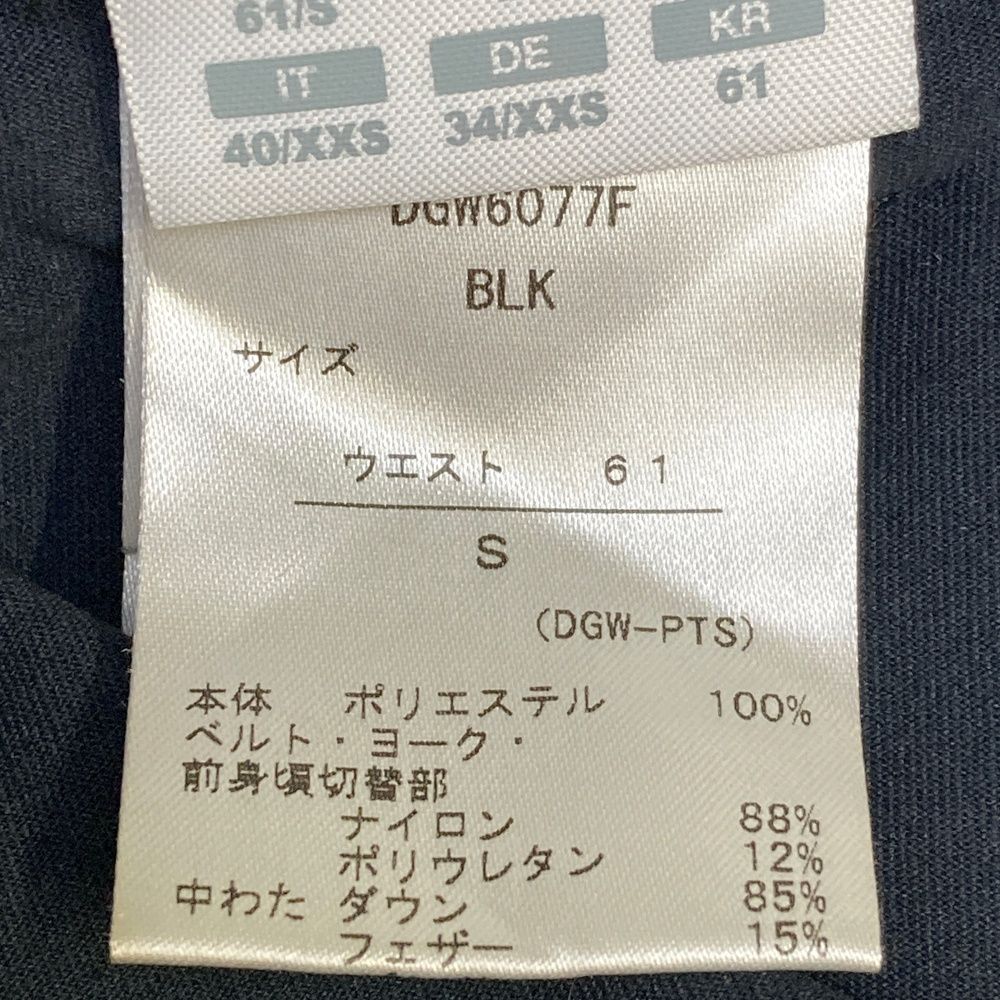 61/S
IT DE KR
40/XXS 34/XXS 61
DGW6077F
BLK
サイズ
ウエスト 61
S
(DGW-PTS)
本体 ポリエステル 100%
ベルト・ヨーク・
前身頃切替部
ナイロン 88%
ポリウレタン 12%
中わた ダウン 85%
フェザー 15%